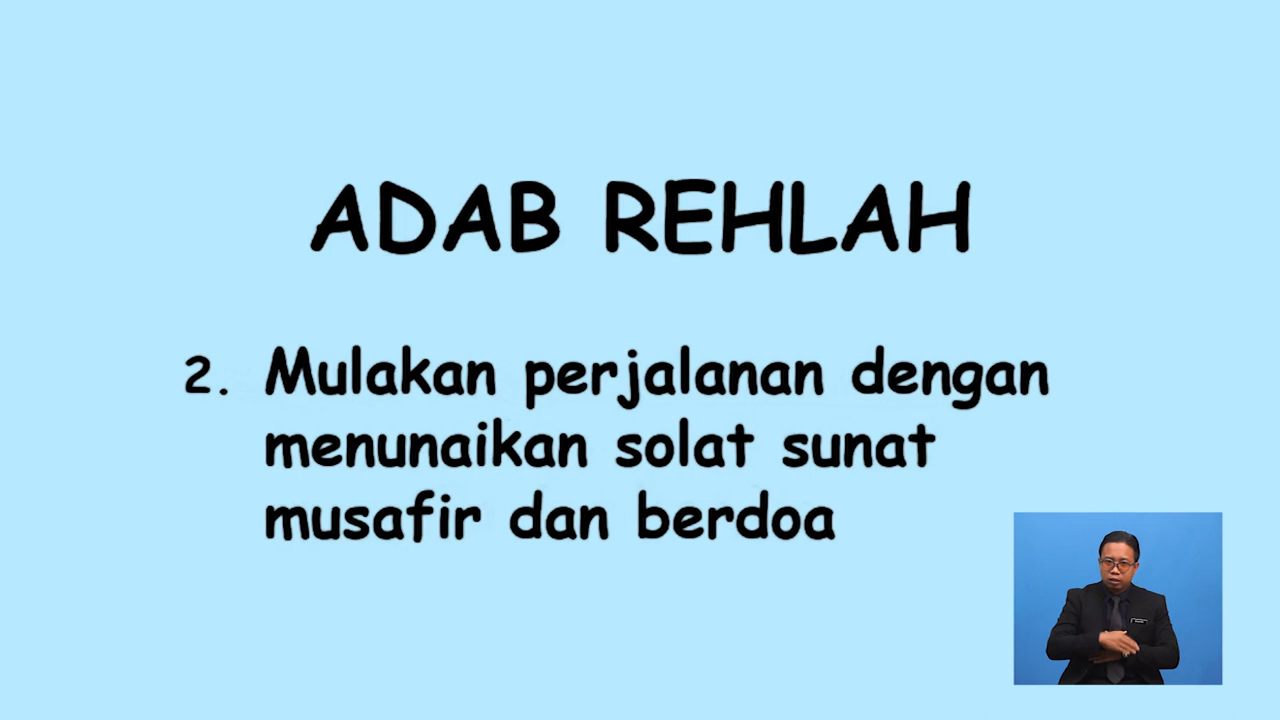 ADAB REHLAH
2. Mulakan perjalanan dengan
menunaikan solat sunat
musafir dan berdoa